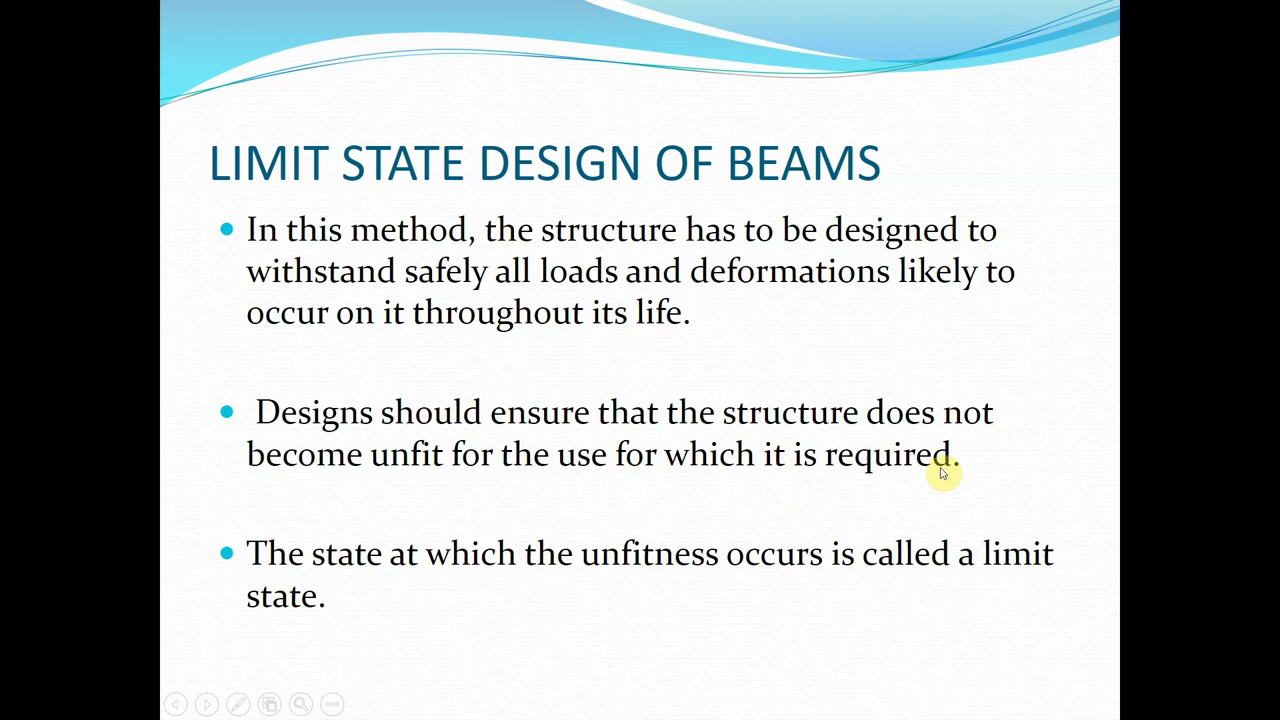 LIMIT STATE DESIGN OF BEAMS
In this method, the structure has to be designed to
withstand safely all loads and deformations likely to
occur on it throughout its life.
Designs should ensure that the structure does not
become unfit for the use for which it is required.
The state at which the unfitness occurs is called a limit
state.